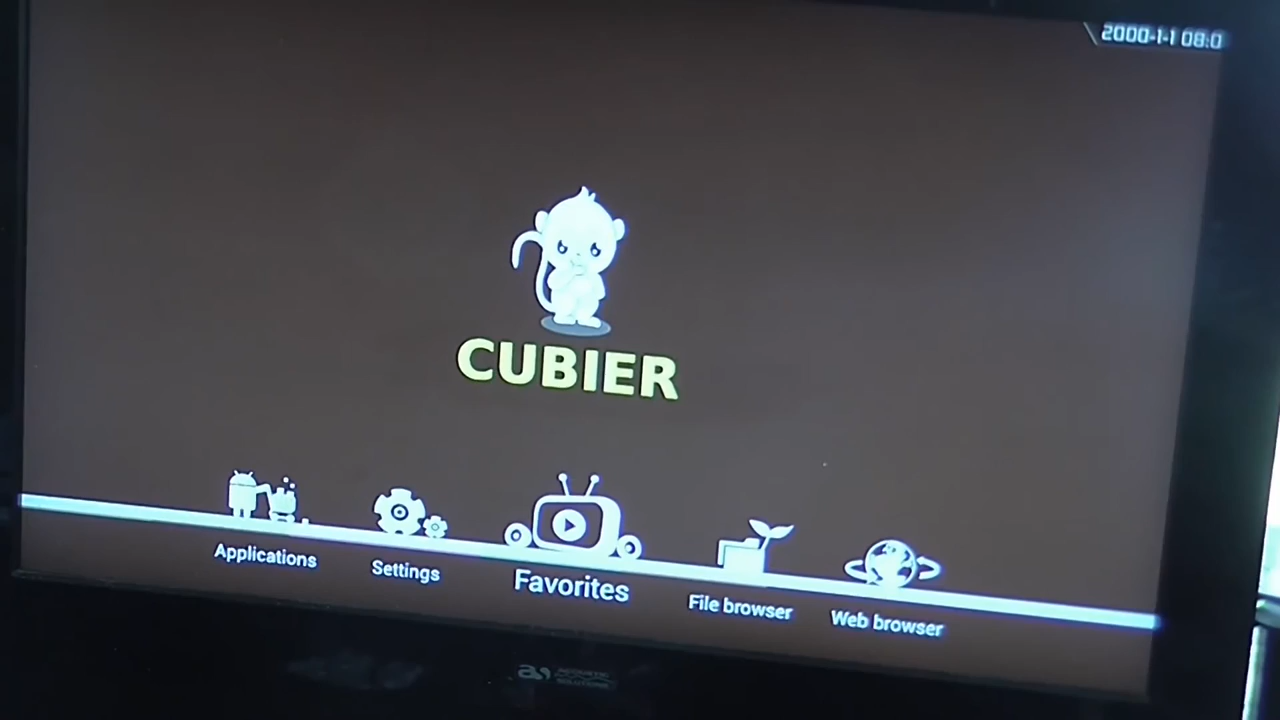 2000-1-1 08:0
CUBIER
Applications
Settings
Favorites
File browser
Web browser